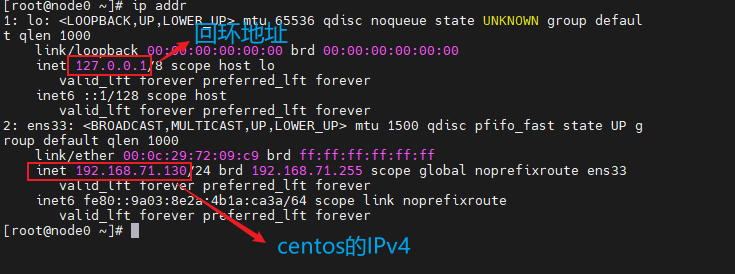 [root@node0 ~]# ip addr
1: lo: <LOOPBACK,UP,LOWER_UP> mtu 65536 qdisc noqueue state UNKNOWN group defaul
t qlen 1000
回环地址
link/loopback 00:00:00:00:00:00 brd 00:00:00:00:00:00
inet 127.0.0.1/8 scope host lo
valid_lft forever preferred_lft forever
inet6 ::1/128 scope host
valid_lft forever preferred_lft forever
2: ens33: <BROADCAST,MULTICAST,UP,LOWER_UP> mtu 1500 qdisc pfifo_fast state UP g
roup default qlen 1000
link/ether 00:0c:29:72:09:c9 brd ff:ff:ff:ff:ff:ff
inet 192.168.71.130/24 brd 192.168.71.255 scope global noprefixroute ens33
valid_lft forever preferred_lft forever
inet6 fe80::9a03:8e2a:4b1a:ca3a/64 scope link noprefixroute
valid_lft forever preferred_lft forever
[root@node0 ~]#
centos的IPv4